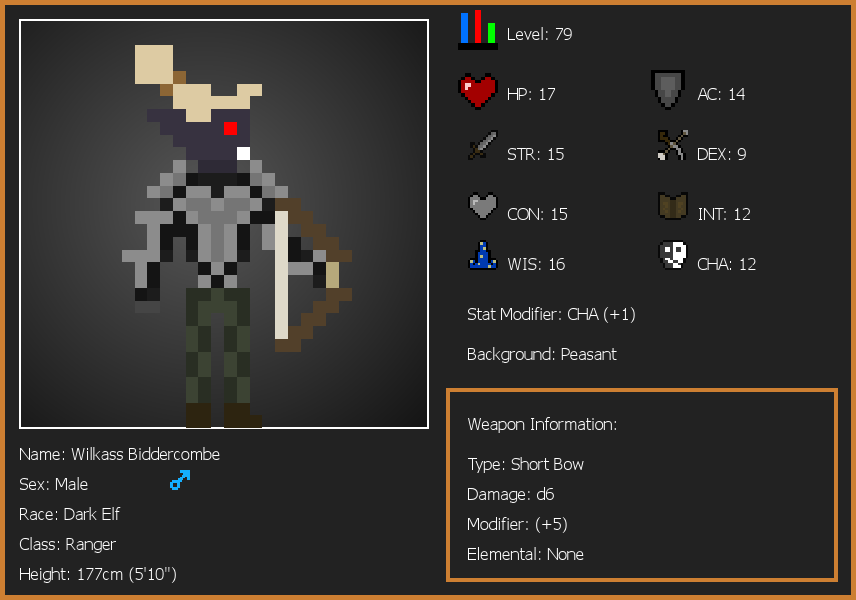 Level: 79
HP: 17
AC: 14
STR: 15
DEX: 9
CON: 15
INT: 12
WIS: 16
CHA: 12
Stat Modifier: CHA (+1)
Background: Peasant
Weapon Information:
Type: Short Bow
Damage: d6
Modifier: (+5)
Elemental: None
Name: Wilkass Biddercombe
Sex: Male
Race: Dark Elf
Class: Ranger
Height: 177cm (5'10")